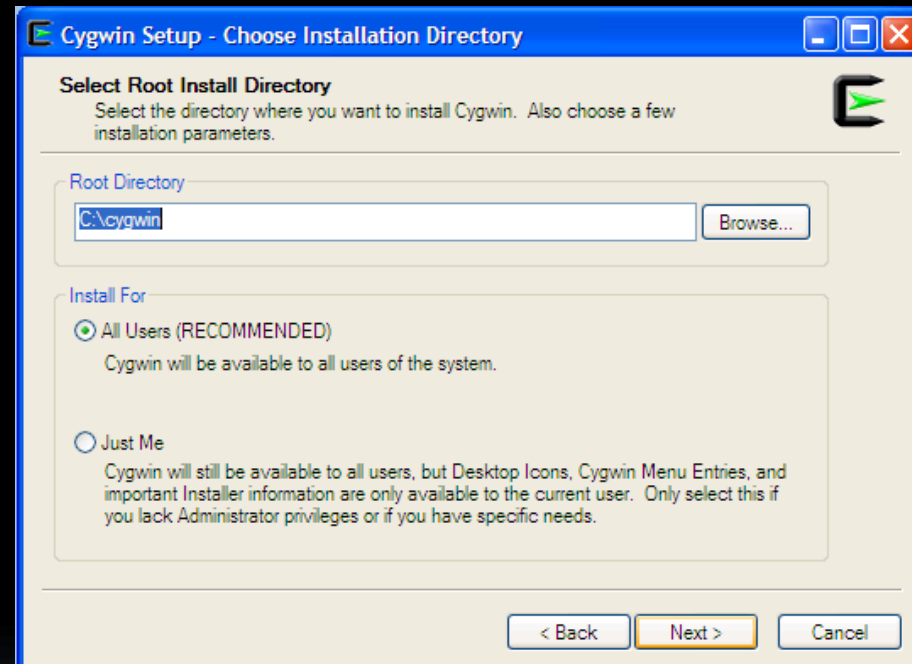 Cygwin Setup - Choose Installation Directory
Select Root Install Directory
Select the directory where you want to install Cygwin. Also choose a few
installation parameters.
Root Directory
C:\cygwin
Browse...
Install For
All Users (RECOMMENDED)
Cygwin will be available to all users of the system.
Just Me
Cygwin will still be available to all users, but Desktop Icons, Cygwin Menu Entries, and
important Installer information are only available to the current user. Only select this if
you lack Administrator privileges or if you have specific needs.
< Back
Next >
Cancel